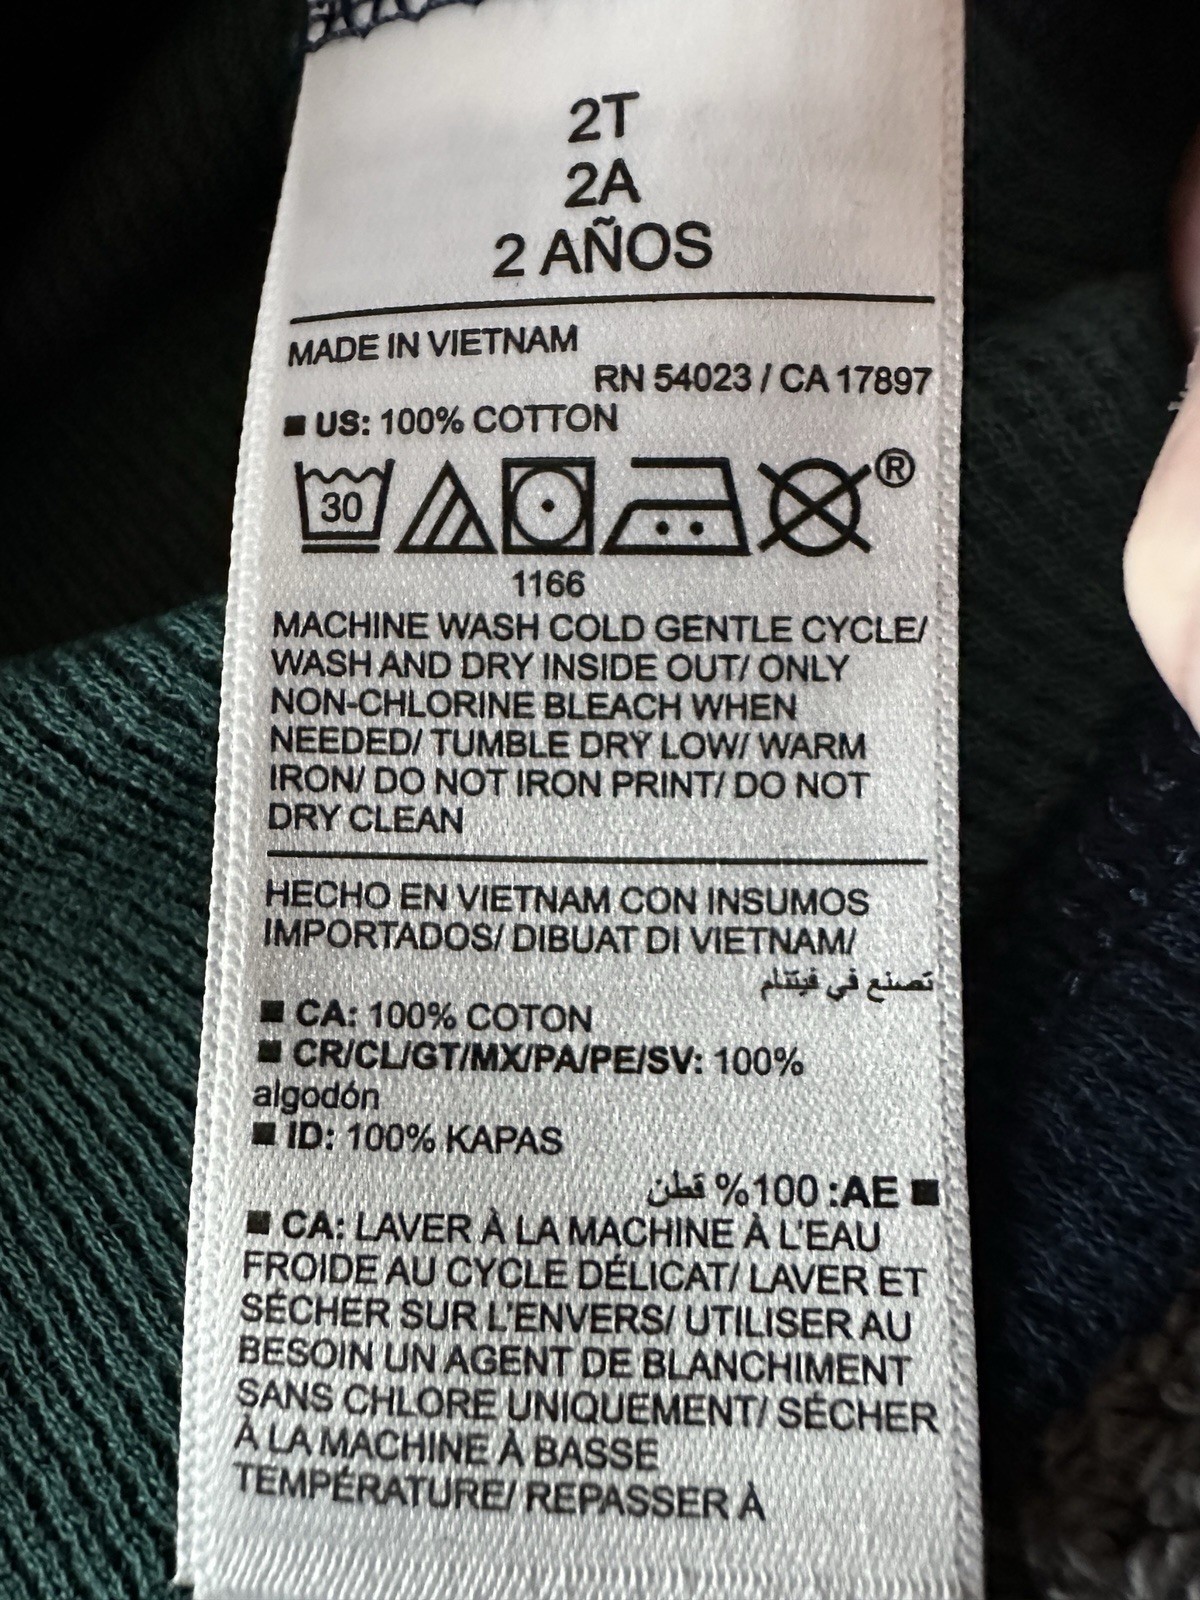 2T
2A
2 AÑOS
MADE IN VIETNAM
RN 54023 / CA 17897
■ US: 100% COTTON
30
®
1166
MACHINE WASH COLD GENTLE CYCLE/
WASH AND DRY INSIDE OUT/ ONLY
NON-CHLORINE BLEACH WHEN
NEEDED/ TUMBLE DRY LOW/ WARM
IRON/ DO NOT IRON PRINT/ DO NOT
DRY CLEAN
HECHO EN VIETNAM CON INSUMOS
IMPORTADOS/ DIBUAT DI VIETNAM/
تصنع في فيتنام
■ CA: 100% COTON
■ CR/CL/GT/MX/PA/PE/SV: 100%
algodón
■ ID: 100% KAPAS
■ AE: 100% قطن
■ CA: LAVER À LA MACHINE À L'EAU
FROIDE AU CYCLE DÉLICAT/ LAVER ET
SÉCHER SUR L'ENVERS/ UTILISER AU
BESOIN UN AGENT DE BLANCHIMENT
SANS CHLORE UNIQUEMENT/ SÉCHER
À LA MACHINE À BASSE
TEMPÉRATURE/ REPASSER À